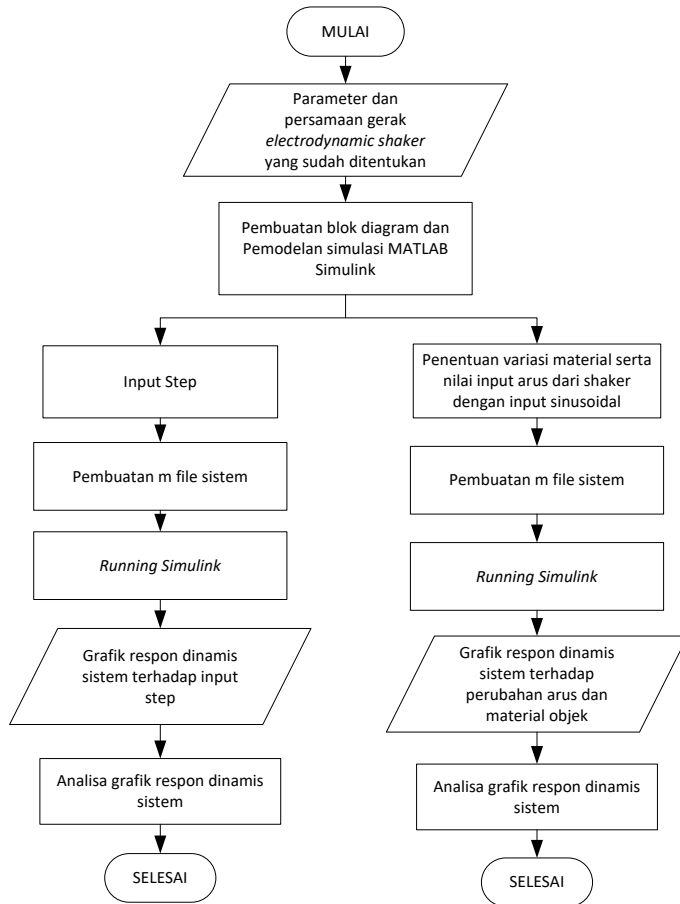 MULAI
Parameter dan
persamaan gerak
electrodynamic shaker
yang sudah ditentukan
Pembuatan blok diagram dan
Pemodelan simulasi MATLAB
Simulink
Input Step
Pembuatan m file sistem
Running Simulink
Grafik respon dinamis
sistem terhadap input
step
Analisa grafik respon dinamis
sistem
SELESAI
Penentuan variasi material serta
nilai input arus dari shaker
dengan input sinusoidal
Pembuatan m file sistem
Running Simulink
Grafik respon dinamis
sistem terhadap
perubahan arus dan
material objek
Analisa grafik respon dinamis
sistem
SELESAI